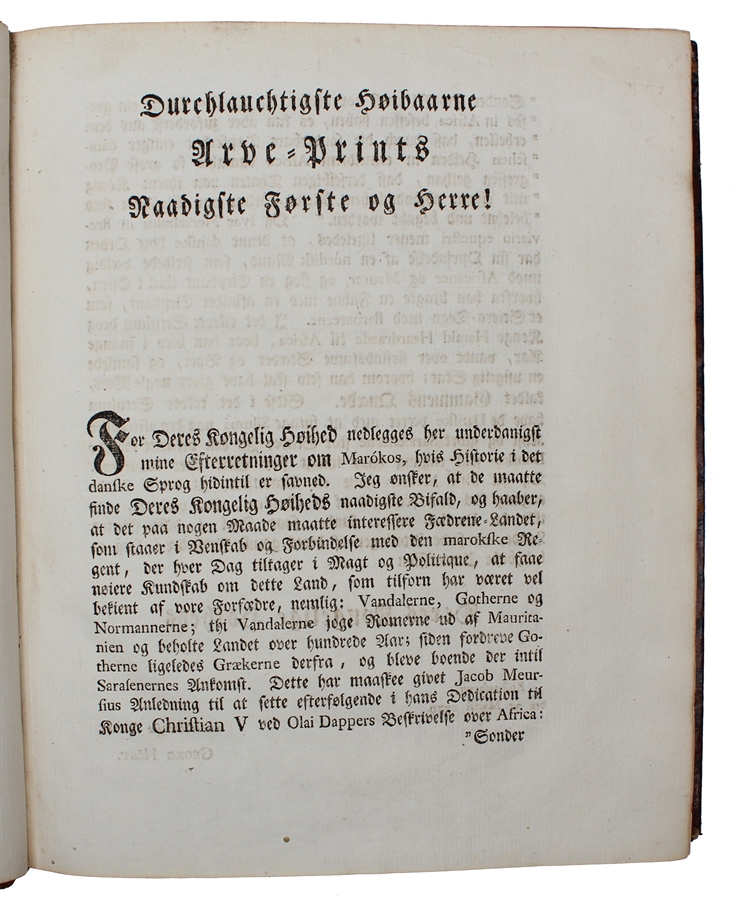 Durchlauchtigste Høibaarne
Arve-Prints
Naadigste Første og Herre!
For Deres Kongelig Høihed nedlegges her underdanigst
mine Efterretninger om Marókos, hvis Historie i det
danske Sprog hidintil er savned. Jeg ønsker, at de maatte
finde Deres Kongelig Høiheds naadigste Bifald, og haaber,
at det paa nogen Maade maatte interessere Fædrene-Landet,
som staaer i Venskab og Forbindelse med den marokske Re-
gent, der hver Dag tiltager i Magt og Politique, at faae
nøiere Kundskab om dette Land, som tilforn har været vel
bekient af vore Forfædre, nemlig: Vandalerne, Gotherne og
Normannerne; thi Vandalerne joge Romerne ud af Maurita-
nien og beholte Landet over hundrede Aar; siden fordreve Go-
therne ligeledes Grækerne derfra, og bleve boende der intil
Sarasenernes Ankomst. Dette har maaskee givet Jacob Meur-
sius Anledning til at sette efterfølgende i hans Dedication til
Konge Christian V ved Olai Dappers Beskrivelse over Africa:
"Sonder